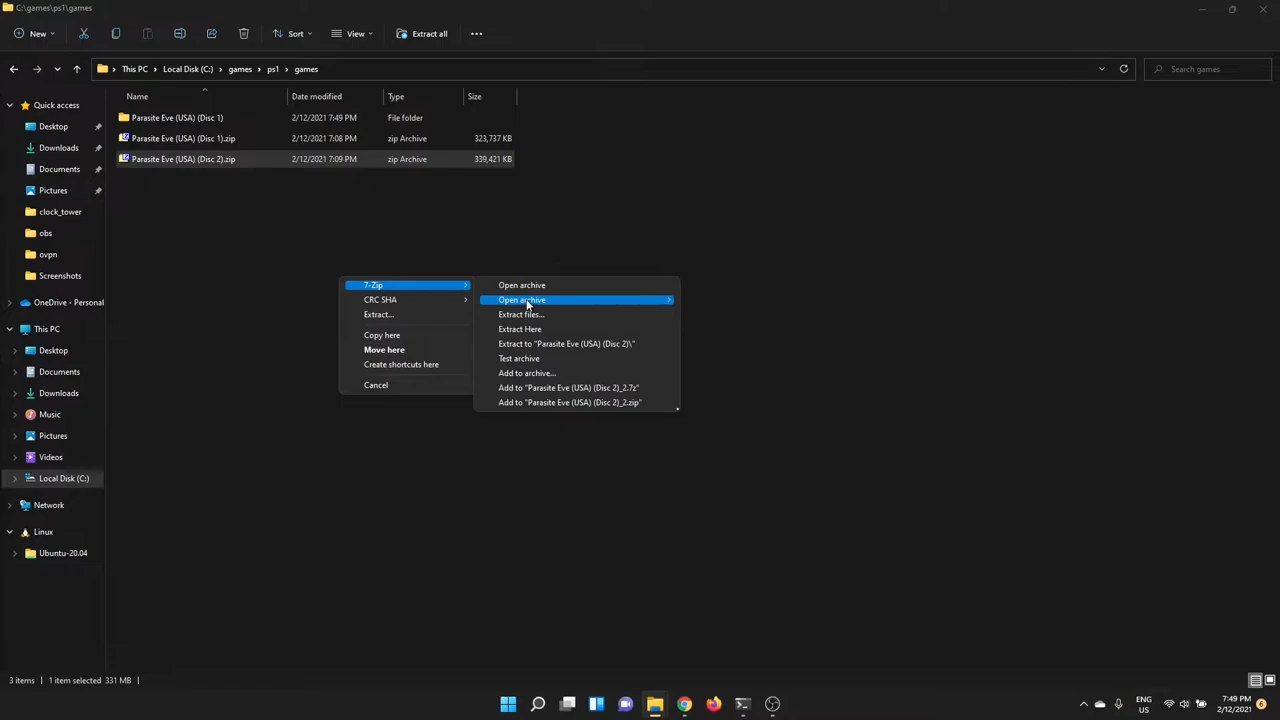 C:\games\ps1\games
New
Sort
View
Extract all
This PC
Local Disk (C:)
games
ps1
games
Search games
Name
Date modified
Type
Size
Quick access
Desktop
Downloads
Documents
Pictures
clock_tower
obs
ovpn
Screenshots
OneDrive - Personal
This PC
Desktop
Documents
Downloads
Music
Pictures
Videos
Local Disk (C:)
Network
Linux
Ubuntu-20.04
Parasite Eve (USA) (Disc 1) 2/12/2021 7:49 PM File folder
Parasite Eve (USA) (Disc 1).zip 2/12/2021 7:08 PM zip Archive 323,737 KB
Parasite Eve (USA) (Disc 2).zip 2/12/2021 7:09 PM zip Archive 339,421 KB
7-Zip
CRC SHA
Extract...
Copy here
Move here
Create shortcuts here
Cancel
Open archive
Open archive
Extract files...
Extract Here
Extract to "Parasite Eve (USA) (Disc 2)\"
Test archive
Add to archive...
Add to "Parasite Eve (USA) (Disc 2)_2.7z"
Add to "Parasite Eve (USA) (Disc 2)_2.zip"
3 items
1 item selected 331 MB
ENG
US
7:49 PM
2/12/2021
6